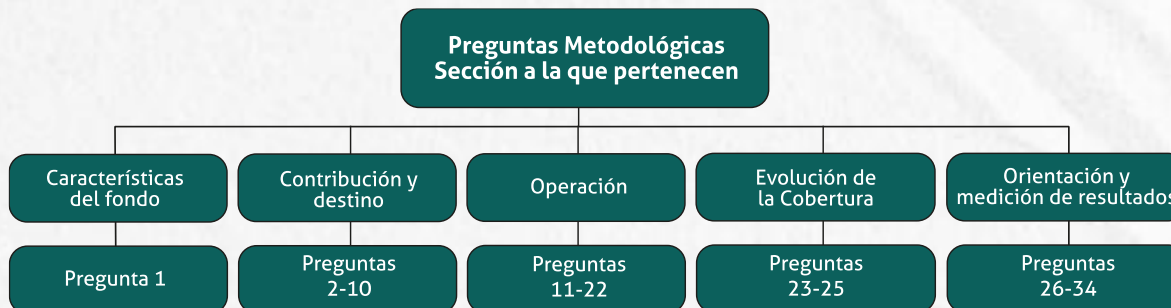 Preguntas Metodológicas
Sección a la que pertenecen
Características
del fondo
Contribución y
destino
Operación
Evolución de
la Cobertura
Orientación y
medición de resultados
Pregunta 1
Preguntas
2-10
Preguntas
11-22
Preguntas
23-25
Preguntas
26-34